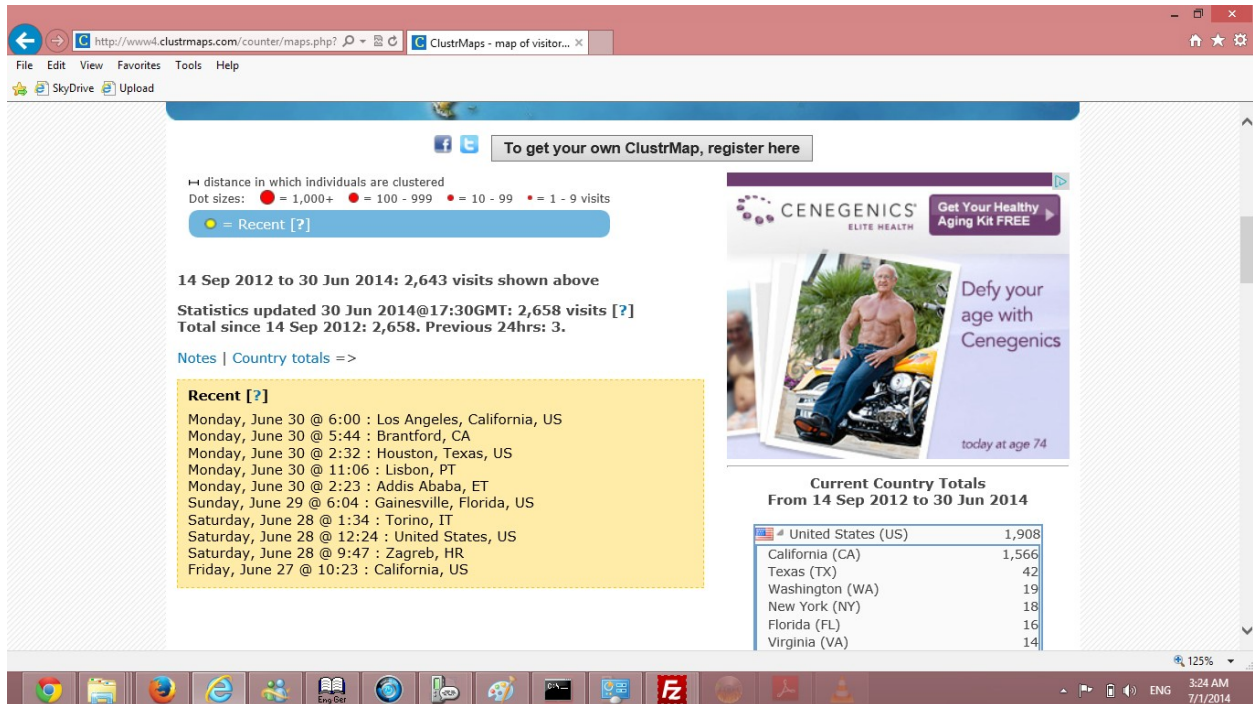 http://www4.clustrmaps.com/counter/maps.php?
ClustrMaps - map of visitor...
File Edit View Favorites Tools Help
SkyDrive Upload
To get your own ClustrMap, register here
distance in which individuals are clustered
Dot sizes: = 1,000+ = 100 - 999 = 10 - 99 = 1 - 9 visits
= Recent [?]
14 Sep 2012 to 30 Jun 2014: 2,643 visits shown above
Statistics updated 30 Jun 2014@17:30GMT: 2,658 visits [?]
Total since 14 Sep 2012: 2,658. Previous 24hrs: 3.
Notes | Country totals =>
Recent [?]
Monday, June 30 @ 6:00 : Los Angeles, California, US
Monday, June 30 @ 5:44 : Brantford, CA
Monday, June 30 @ 2:32 : Houston, Texas, US
Monday, June 30 @ 11:06 : Lisbon, PT
Monday, June 30 @ 2:23 : Addis Ababa, ET
Sunday, June 29 @ 6:04 : Gainesville, Florida, US
Saturday, June 28 @ 1:34 : Torino, IT
Saturday, June 28 @ 12:24 : United States, US
Saturday, June 28 @ 9:47 : Zagreb, HR
Friday, June 27 @ 10:23 : California, US
CENEGENICS
ELITE HEALTH
Get Your Healthy
Aging Kit FREE
Defy your
age with
Cenegenics
today at age 74
Current Country Totals
From 14 Sep 2012 to 30 Jun 2014
United States (US) 1,908
California (CA) 1,566
Texas (TX) 42
Washington (WA) 19
New York (NY) 18
Florida (FL) 16
Virginia (VA) 14
125%
Eng-Ger
C:\_
FZ
ENG
3:24 AM
7/1/2014